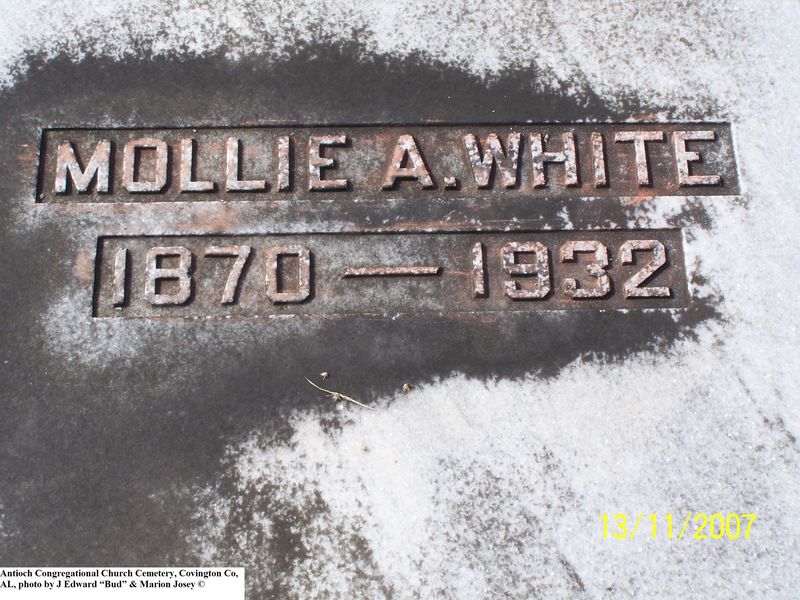 MOLLIE A. WHITE
1870 — 1932
13/11/2007
Antioch Congregational Church Cemetery, Covington Co,
AL, photo by J Edward “Bud” & Marion Josey ©